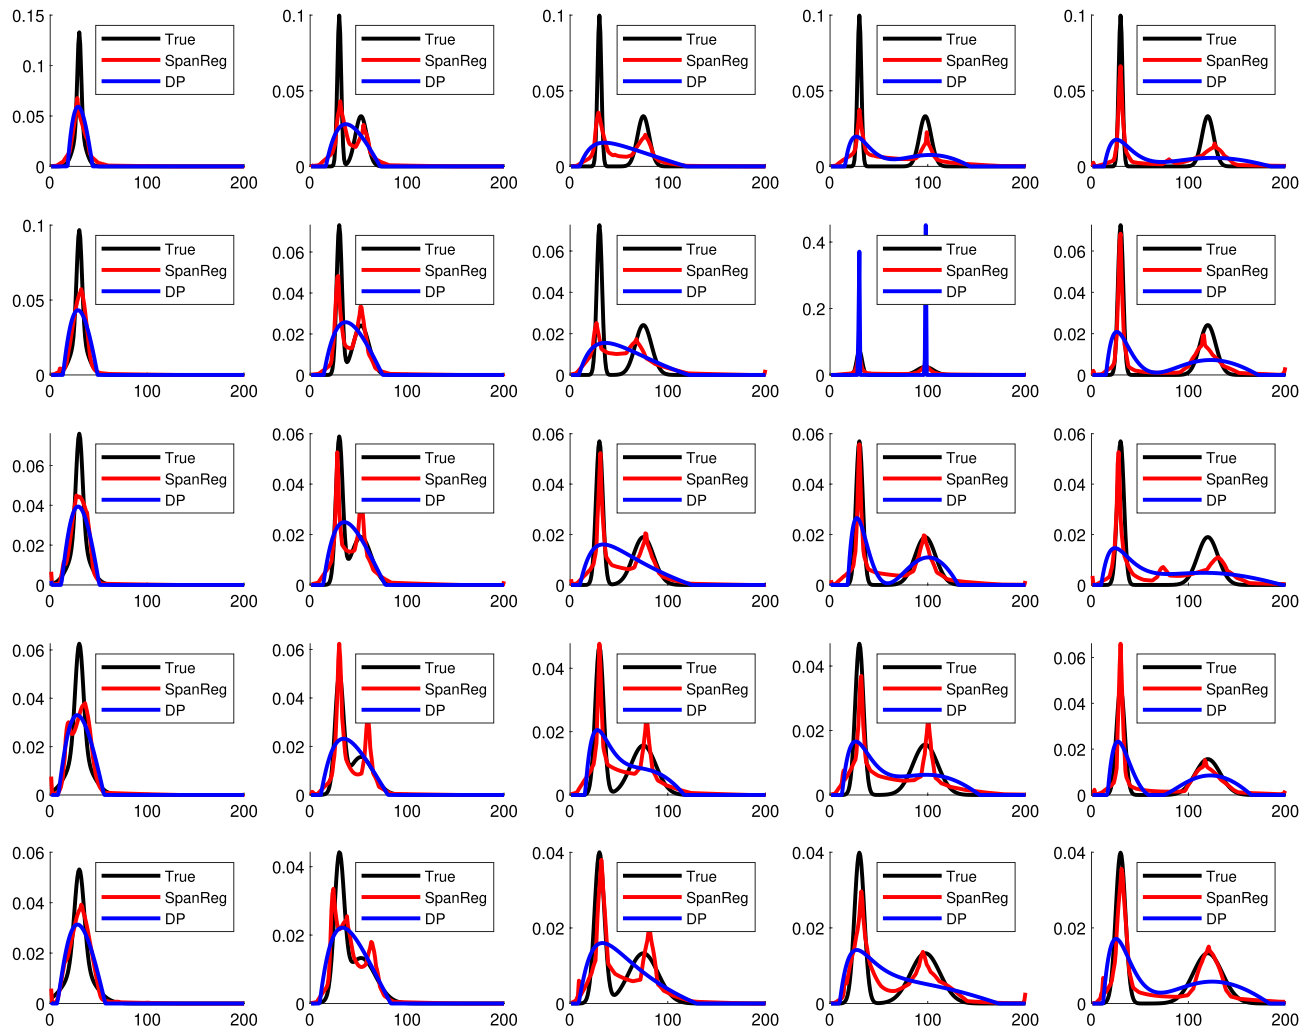 0.15 0.1 0.1 0.1 0.1
True True True True True
SpanReg SpanReg SpanReg SpanReg SpanReg
0.1
DP DP DP DP DP
0.05 0.05 0.05 0.05 0.05
0 0 0 0 0
0 100 200 0 100 200 0 100 200 0 100 200 0 100 200
0.1 0.06 0.06 0.4 0.06
True True True True True
SpanReg SpanReg SpanReg SpanReg SpanReg
DP DP DP DP DP
0.05 0.04 0.04 0.2 0.04
0.02 0.02 0.02
0 0 0 0 0
0 100 200 0 100 200 0 100 200 0 100 200 0 100 200
0.06 0.06 0.06 0.06 0.06
True True True True True
SpanReg SpanReg SpanReg SpanReg SpanReg
0.04 0.04 0.04 0.04 0.04
DP DP DP DP DP
0.02 0.02 0.02 0.02 0.02
0 0 0 0 0
0 100 200 0 100 200 0 100 200 0 100 200 0 100 200
0.06 0.06 0.04 0.04 0.06
True True True True True
SpanReg SpanReg SpanReg SpanReg SpanReg
0.04 0.04 0.04
DP DP DP DP DP
0.02 0.02 0.02 0.02 0.02
0 0 0 0 0
0 100 200 0 100 200 0 100 200 0 100 200 0 100 200
0.06 0.04 0.04 0.04 0.04
True True True True True
SpanReg SpanReg SpanReg SpanReg SpanReg
0.04
DP DP DP DP DP
0.02 0.02 0.02 0.02 0.02
0 0 0 0 0
0 100 200 0 100 200 0 100 200 0 100 200 0 100 200